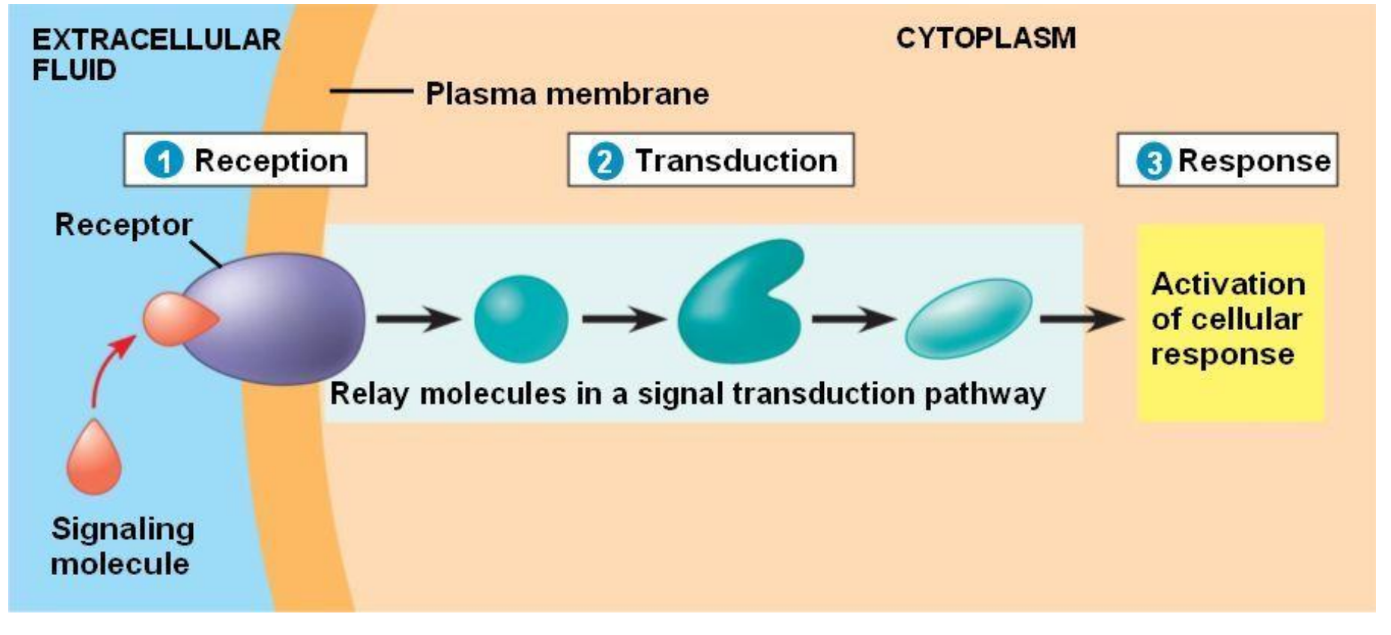 EXTRACELLULAR
FLUID
CYTOPLASM
Plasma membrane
1 Reception
2 Transduction
3 Response
Receptor
Activation
of cellular
response
Relay molecules in a signal transduction pathway
Signaling
molecule